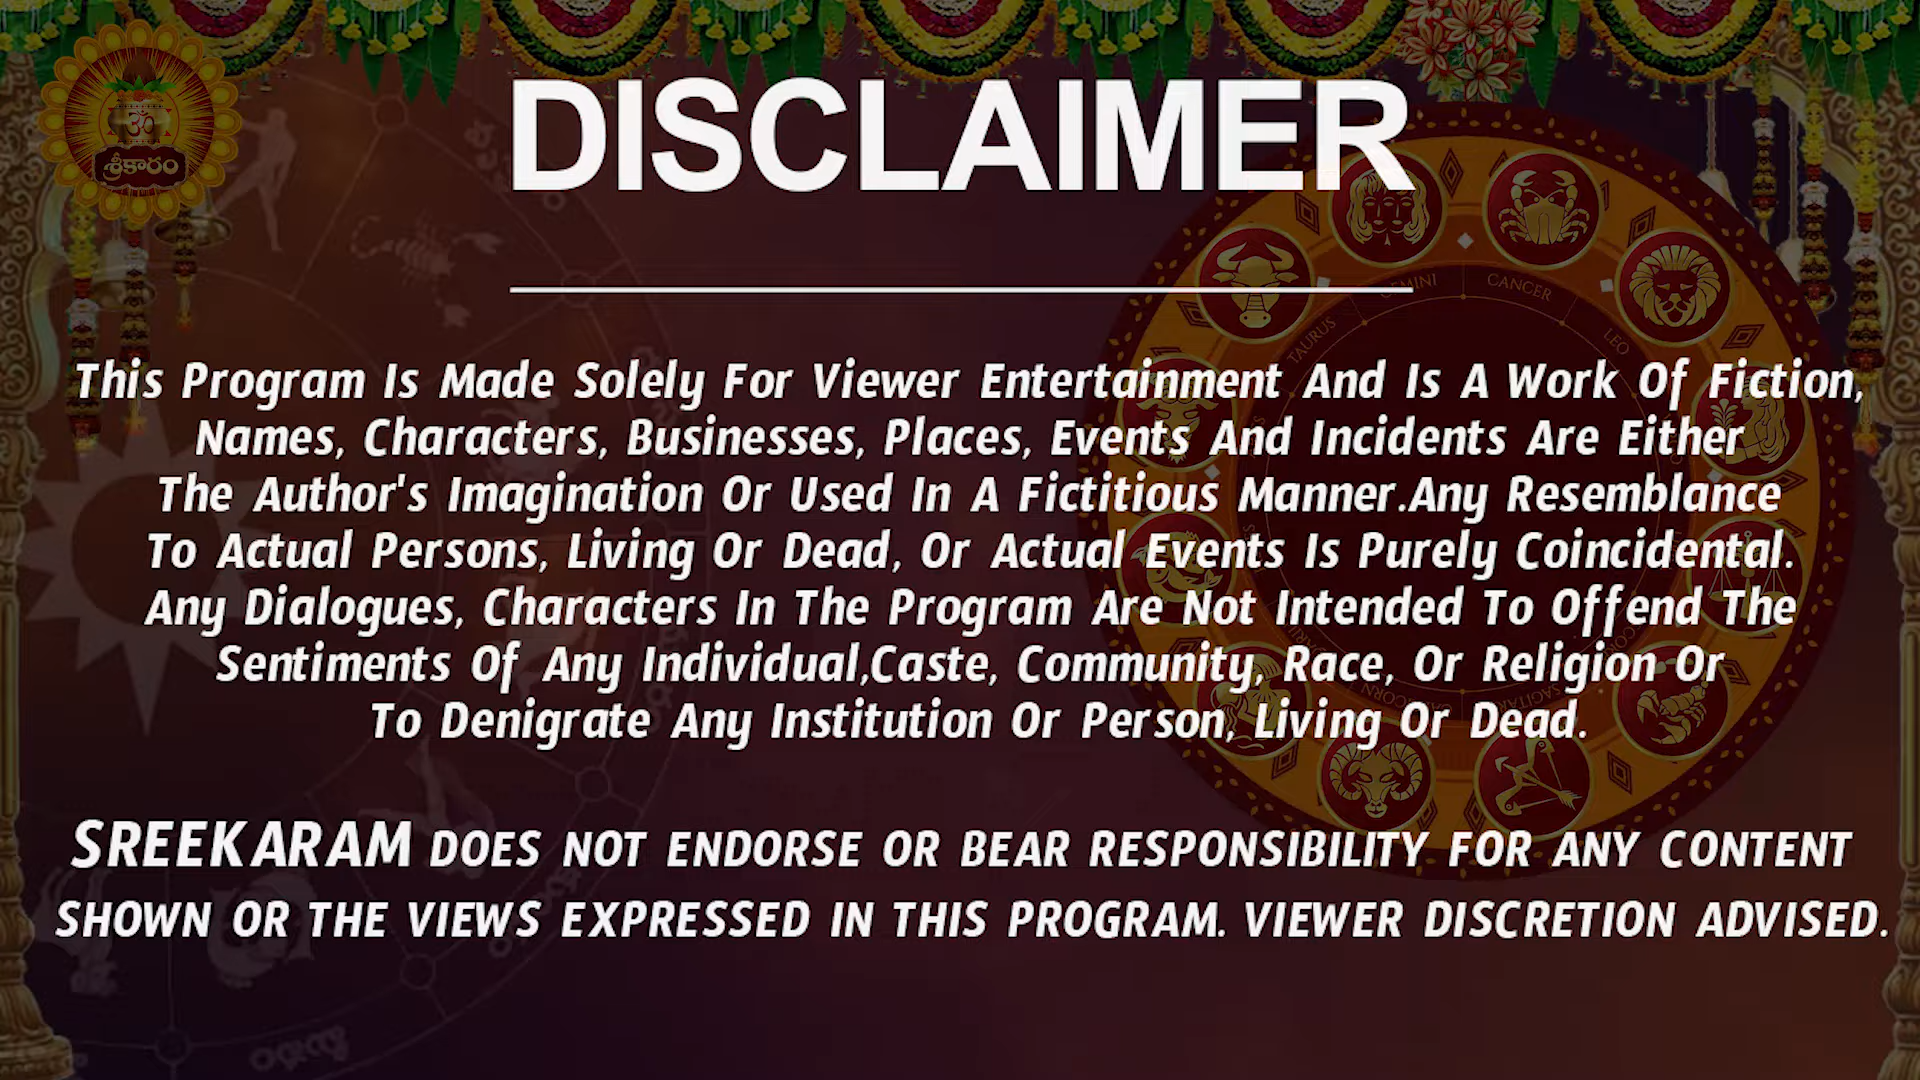 ఓం
శ్రీకారం
DISCLAIMER
GEMINI
CANCER
TAURUS
LEO
This Program Is Made Solely For Viewer Entertainment And Is A Work Of Fiction,
Names, Characters, Businesses, Places, Events And Incidents Are Either
The Author's Imagination Or Used In A Fictitious Manner.Any Resemblance
To Actual Persons, Living Or Dead, Or Actual Events Is Purely Coincidental.
Any Dialogues, Characters In The Program Are Not Intended To Offend The
Sentiments Of Any Individual,Caste, Community, Race, Or Religion Or
To Denigrate Any Institution Or Person, Living Or Dead.
SREEKARAM DOES NOT ENDORSE OR BEAR RESPONSIBILITY FOR ANY CONTENT
SHOWN OR THE VIEWS EXPRESSED IN THIS PROGRAM. VIEWER DISCRETION ADVISED.